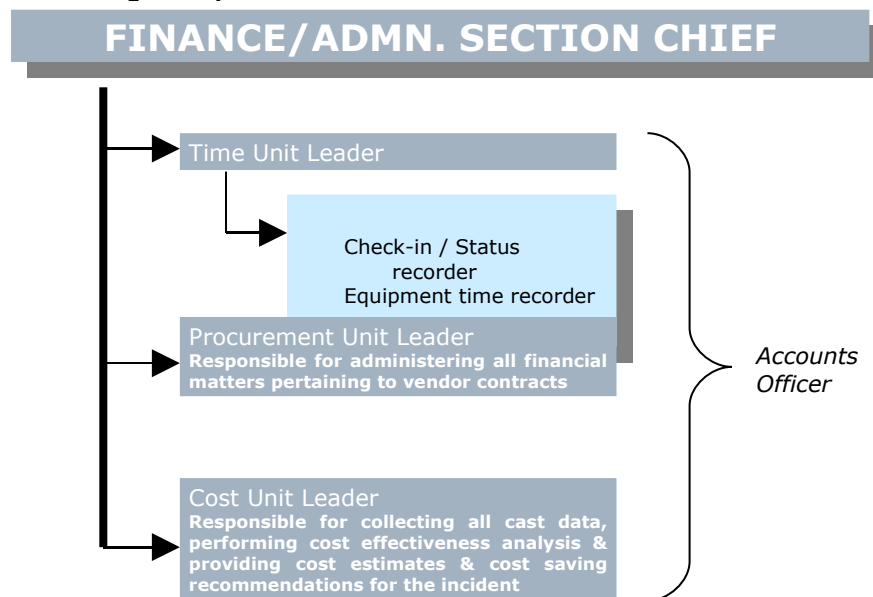 FINANCE/ADMN. SECTION CHIEF
Time Unit Leader
Check-in / Status
recorder
Equipment time recorder
Procurement Unit Leader
Responsible for administering all financial
matters pertaining to vendor contracts
Accounts
Officer
Cost Unit Leader
Responsible for collecting all cast data,
performing cost effectiveness analysis &
providing cost estimates & cost saving
recommendations for the incident